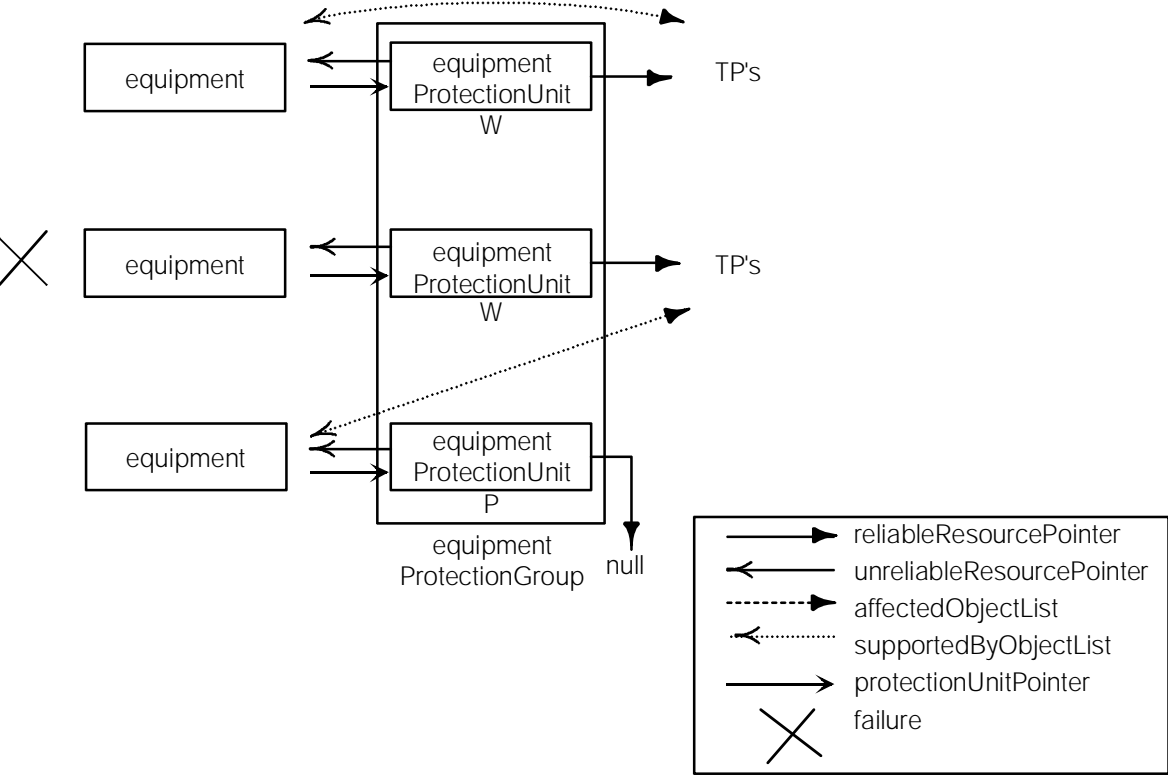 equipment
equipment
ProtectionUnit
W
TP's
equipment
equipment
ProtectionUnit
W
TP's
equipment
equipment
ProtectionUnit
P
equipment
ProtectionGroup
null
reliableResourcePointer
unreliableResourcePointer
affectedObjectList
supportedByObjectList
protectionUnitPointer
failure